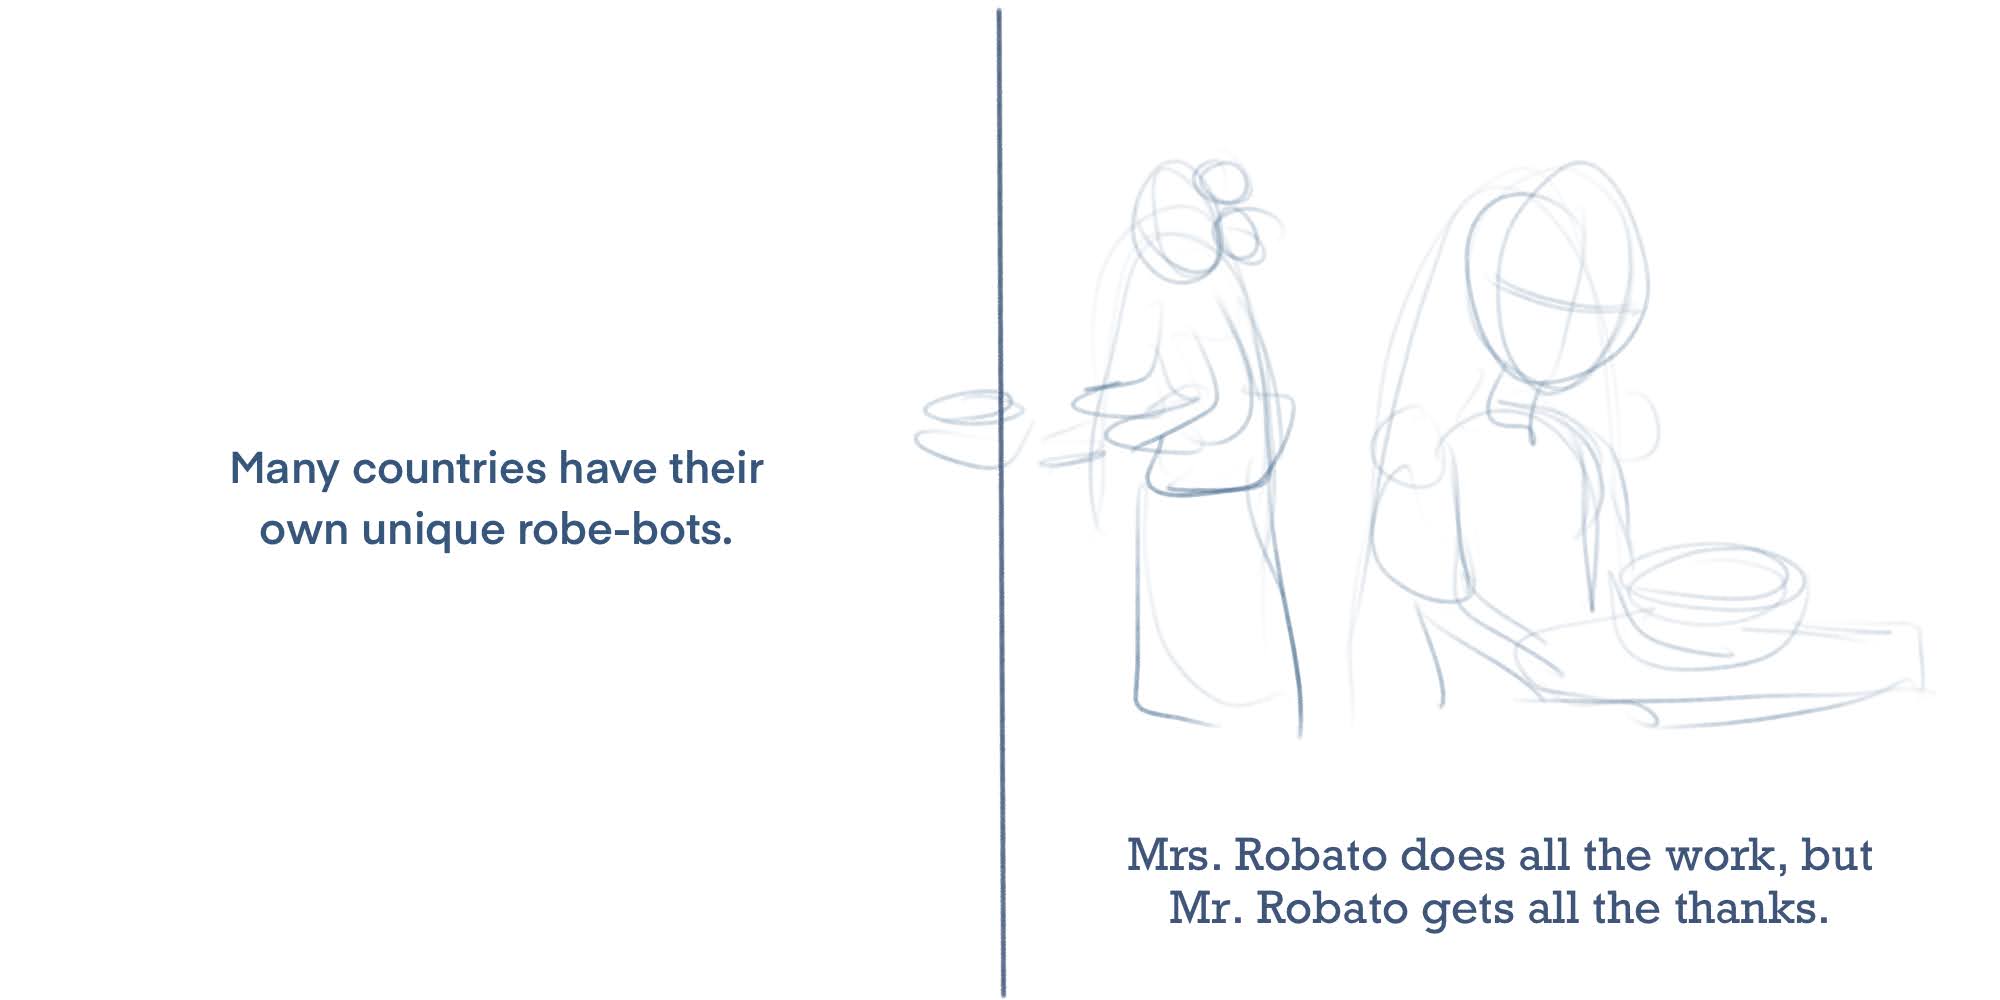 Many countries have their
own unique robe-bots.
Mrs. Robato does all the work, but
Mr. Robato gets all the thanks.